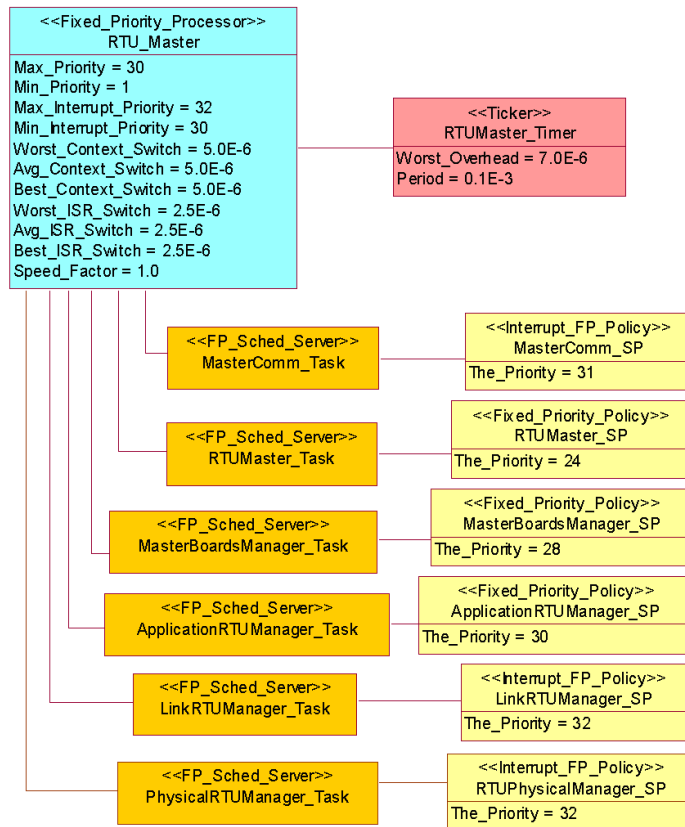 <<Fixed_Priority_Processor>>
RTU_Master
Max_Priority = 30
Min_Priority = 1
Max_Interrupt_Priority = 32
Min_Interrupt_Priority = 30
Worst_Context_Switch = 5.0E-6
Avg_Context_Switch = 5.0E-6
Best_Context_Switch = 5.0E-6
Worst_ISR_Switch = 2.5E-6
Avg_ISR_Switch = 2.5E-6
Best_ISR_Switch = 2.5E-6
Speed_Factor = 1.0
<<Ticker>>
RTUMaster_Timer
Worst_Overhead = 7.0E-6
Period = 0.1E-3
<<FP_Sched_Server>>
MasterComm_Task
<<Interrupt_FP_Policy>>
MasterComm_SP
The_Priority = 31
<<FP_Sched_Server>>
RTUMaster_Task
<<Fixed_Priority_Policy>>
RTUMaster_SP
The_Priority = 24
<<FP_Sched_Server>>
MasterBoardsManager_Task
<<Fixed_Priority_Policy>>
MasterBoardsManager_SP
The_Priority = 28
<<FP_Sched_Server>>
ApplicationRTUManager_Task
<<Fixed_Priority_Policy>>
ApplicationRTUManager_SP
The_Priority = 30
<<FP_Sched_Server>>
LinkRTUManager_Task
<<Interrupt_FP_Policy>>
LinkRTUManager_SP
The_Priority = 32
<<FP_Sched_Server>>
PhysicalRTUManager_Task
<<Interrupt_FP_Policy>>
RTUPhysicalManager_SP
The_Priority = 32